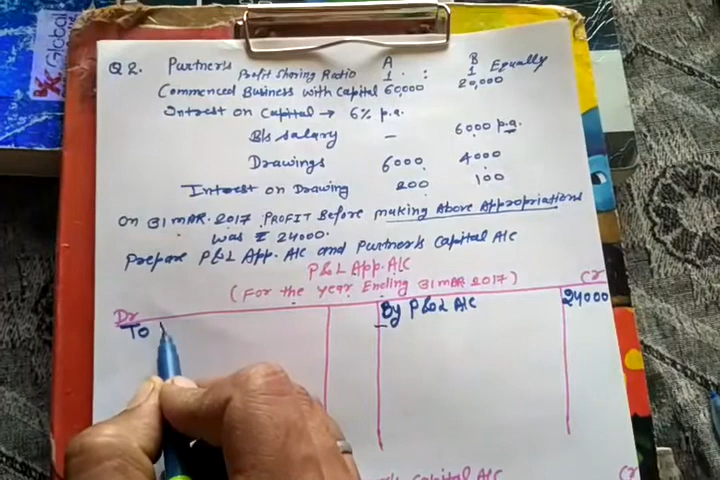 Global
Q2. Partner's A B
Profit Sharing Ratio 1 : 1 Equally
Commenced Business with Capital 60,000 20,000
Interest on Capital → 6% p.a.
B's salary — 6000 p.a.
Drawings 6000 4000
Interest on Drawing 200 100
On 31 MAR. 2017 PROFIT Before making Above Appropriations
was ₹ 24000.
Prepare P&L App. A/C and Partner's Capital A/C
P&L App. A/C
(For the year Ending 31 MAR 2017)
Dr Cr
To By P&L A/C 24000
Capital A/C Cr